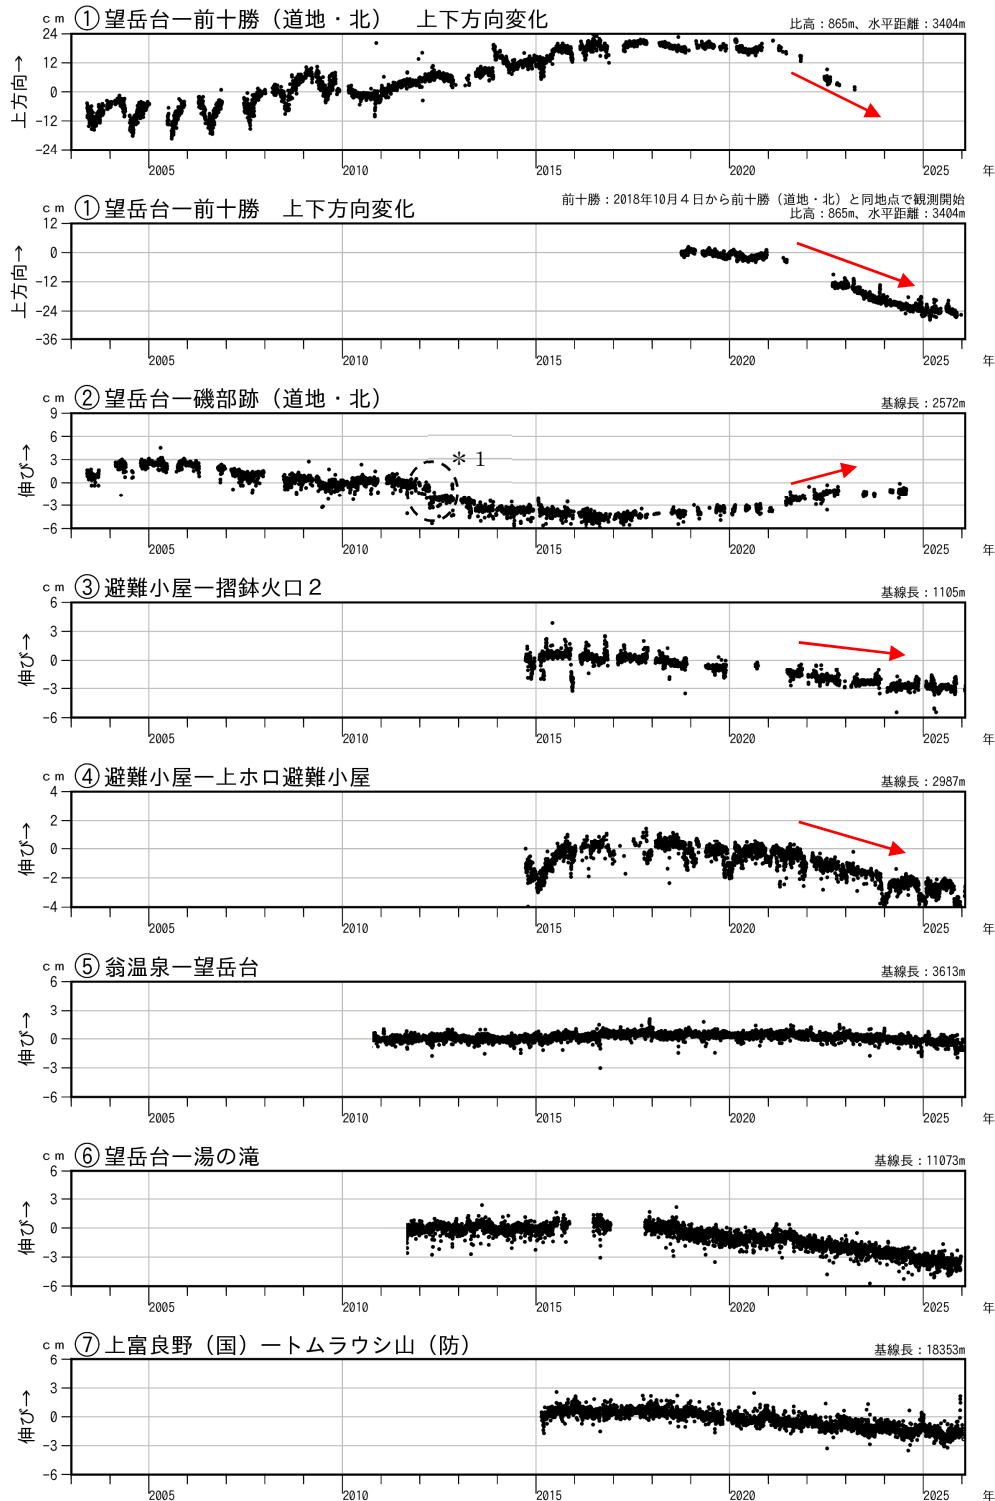 cm ①望岳台ー前十勝（道地・北） 上下方向変化 比高：865m、水平距離：3404m
24
12
0
-12
-24
上方向→
2005 2010 2015 2020 2025 年
cm ①望岳台ー前十勝 上下方向変化 前十勝：2018年10月４日から前十勝（道地・北）と同地点で観測開始
比高：865m、水平距離：3404m
12
0
-12
-24
-36
上方向→
2005 2010 2015 2020 2025 年
cm ②望岳台ー磯部跡（道地・北） 基線長：2572m
9
6
3
0
-3
-6
伸び→
＊１
2005 2010 2015 2020 2025 年
cm ③避難小屋ー摺鉢火口２ 基線長：1105m
6
3
0
-3
-6
伸び→
2005 2010 2015 2020 2025 年
cm ④避難小屋ー上ホロ避難小屋 基線長：2987m
4
2
0
-2
-4
伸び→
2005 2010 2015 2020 2025 年
cm ⑤翁温泉ー望岳台 基線長：3613m
6
3
0
-3
-6
伸び→
2005 2010 2015 2020 2025 年
cm ⑥望岳台ー湯の滝 基線長：11073m
6
3
0
-3
-6
伸び→
2005 2010 2015 2020 2025 年
cm ⑦上富良野（国）ートムラウシ山（防） 基線長：18353m
6
3
0
-3
-6
伸び→
2005 2010 2015 2020 2025 年